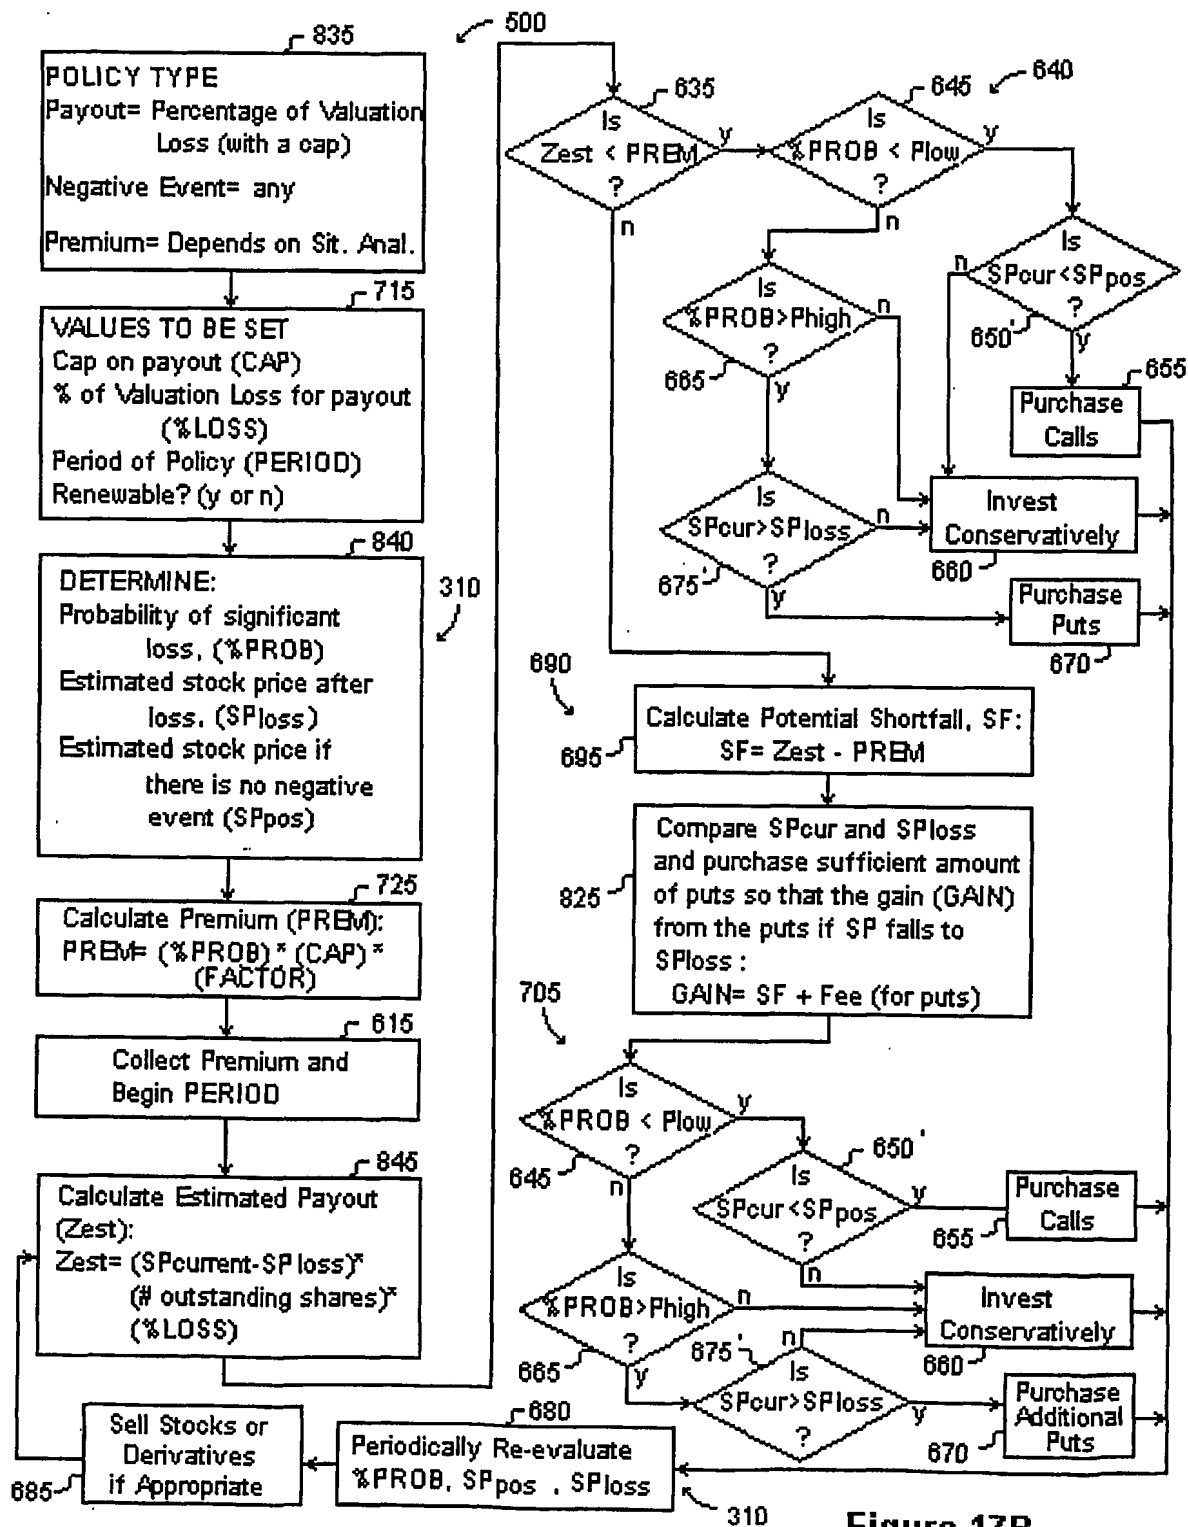 500
835
POLICY TYPE
Payout= Percentage of Valuation
Loss (with a cap)
Negative Event= any
Premium= Depends on Sit. Anal.
715
VALUES TO BE SET
Cap on payout (CAP)
% of Valuation Loss for payout
(%LOSS)
Period of Policy (PERIOD)
Renewable? (y or n)
840
DETERMINE:
Probability of significant
loss, (%PROB)
Estimated stock price after
loss, (SPloss)
Estimated stock price if
there is no negative
event (SPpos)
310
725
Calculate Premium (PREM):
PREM= (%PROB)* (CAP)*
(FACTOR)
615
Collect Premium and
Begin PERIOD
845
Calculate Estimated Payout
(Zest):
Zest= (SPcurrent-SPloss)*
(# outstanding shares)*
(%LOSS)
635
Is
Zest < PREM
?
y
n
640
645
Is
%PROB < Plow
?
y
n
Is
SPcur<SPpos
?
n
y
650'
655
Purchase
Calls
Is
%PROB>Phigh
?
n
y
665
Is
SPcur>SPloss
?
n
y
675'
Invest
Conservatively
660
Purchase
Puts
670
690
Calculate Potential Shortfall, SF:
SF= Zest - PREM
695
Compare SPcur and SPloss
and purchase sufficient amount
of puts so that the gain (GAIN)
from the puts if SP falls to
SPloss :
GAIN= SF + Fee (for puts)
825
705
Is
%PROB < Plow
?
y
n
645
650'
Is
SPcur<SPpos
?
y
n
Purchase
Calls
655
Is
%PROB>Phigh
?
n
y
665
Invest
Conservatively
660
675'
n
Is
SPcur>SPloss
?
y
Purchase
Additional
Puts
670
680
Periodically Re-evaluate
%PROB, SPpos , SPloss
310
Sell Stocks or
Derivatives
if Appropriate
685
Figure 17B